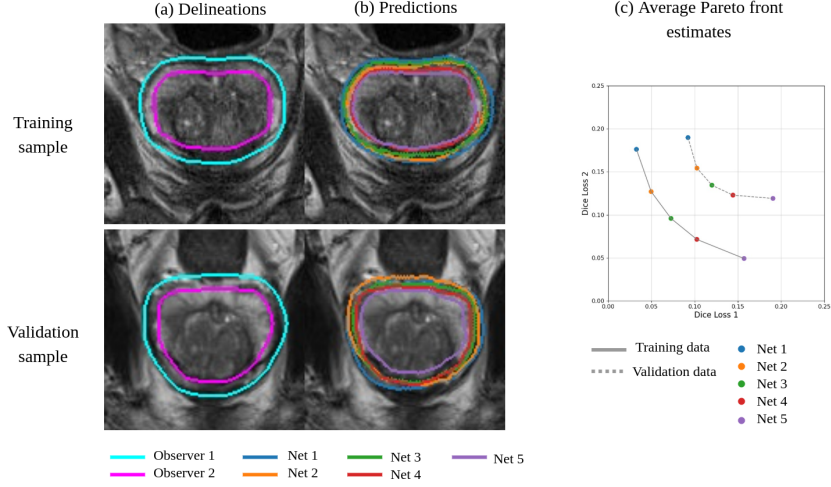 (a) Delineations
(b) Predictions
(c) Average Pareto front
estimates
Training
sample
Validation
sample
0.25
0.20
0.15
0.10
0.05
0.00
Dice Loss 2
0.00 0.05 0.10 0.15 0.20 0.25
Dice Loss 1
Training data
Validation data
Net 1
Net 2
Net 3
Net 4
Net 5
Observer 1
Observer 2
Net 1
Net 2
Net 3
Net 4
Net 5